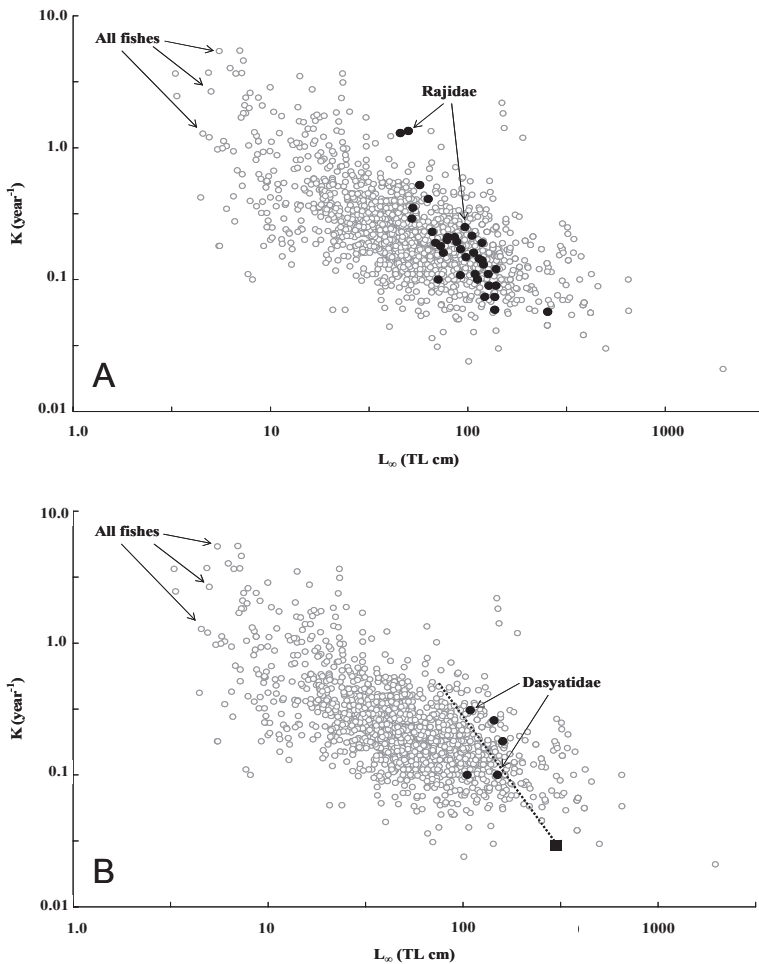 10.0
All fishes
Rajidae
1.0
K (year-1)
0.1
A
0.01
1.0
10
100
1000
L∞ (TL cm)
10.0
All fishes
1.0
Dasyatidae
K (year-1)
0.1
B
0.01
1.0
10
100
1000
L∞ (TL cm)